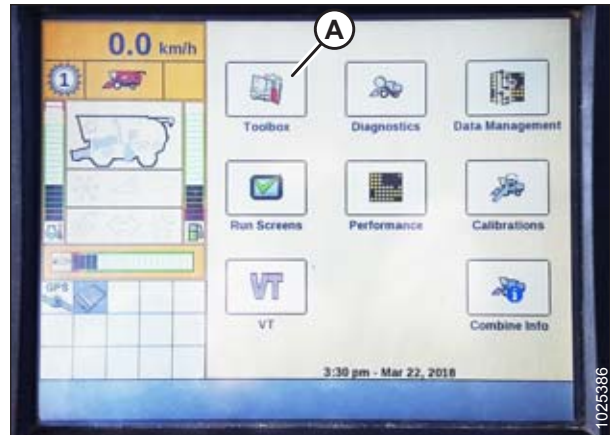 0.0 km/h
A
1
Toolbox
Diagnostics
Data Management
Run Screens
Performance
Calibrations
GPS
VT
VT
Combine Info
3:30 pm - Mar 22, 2018
1025386